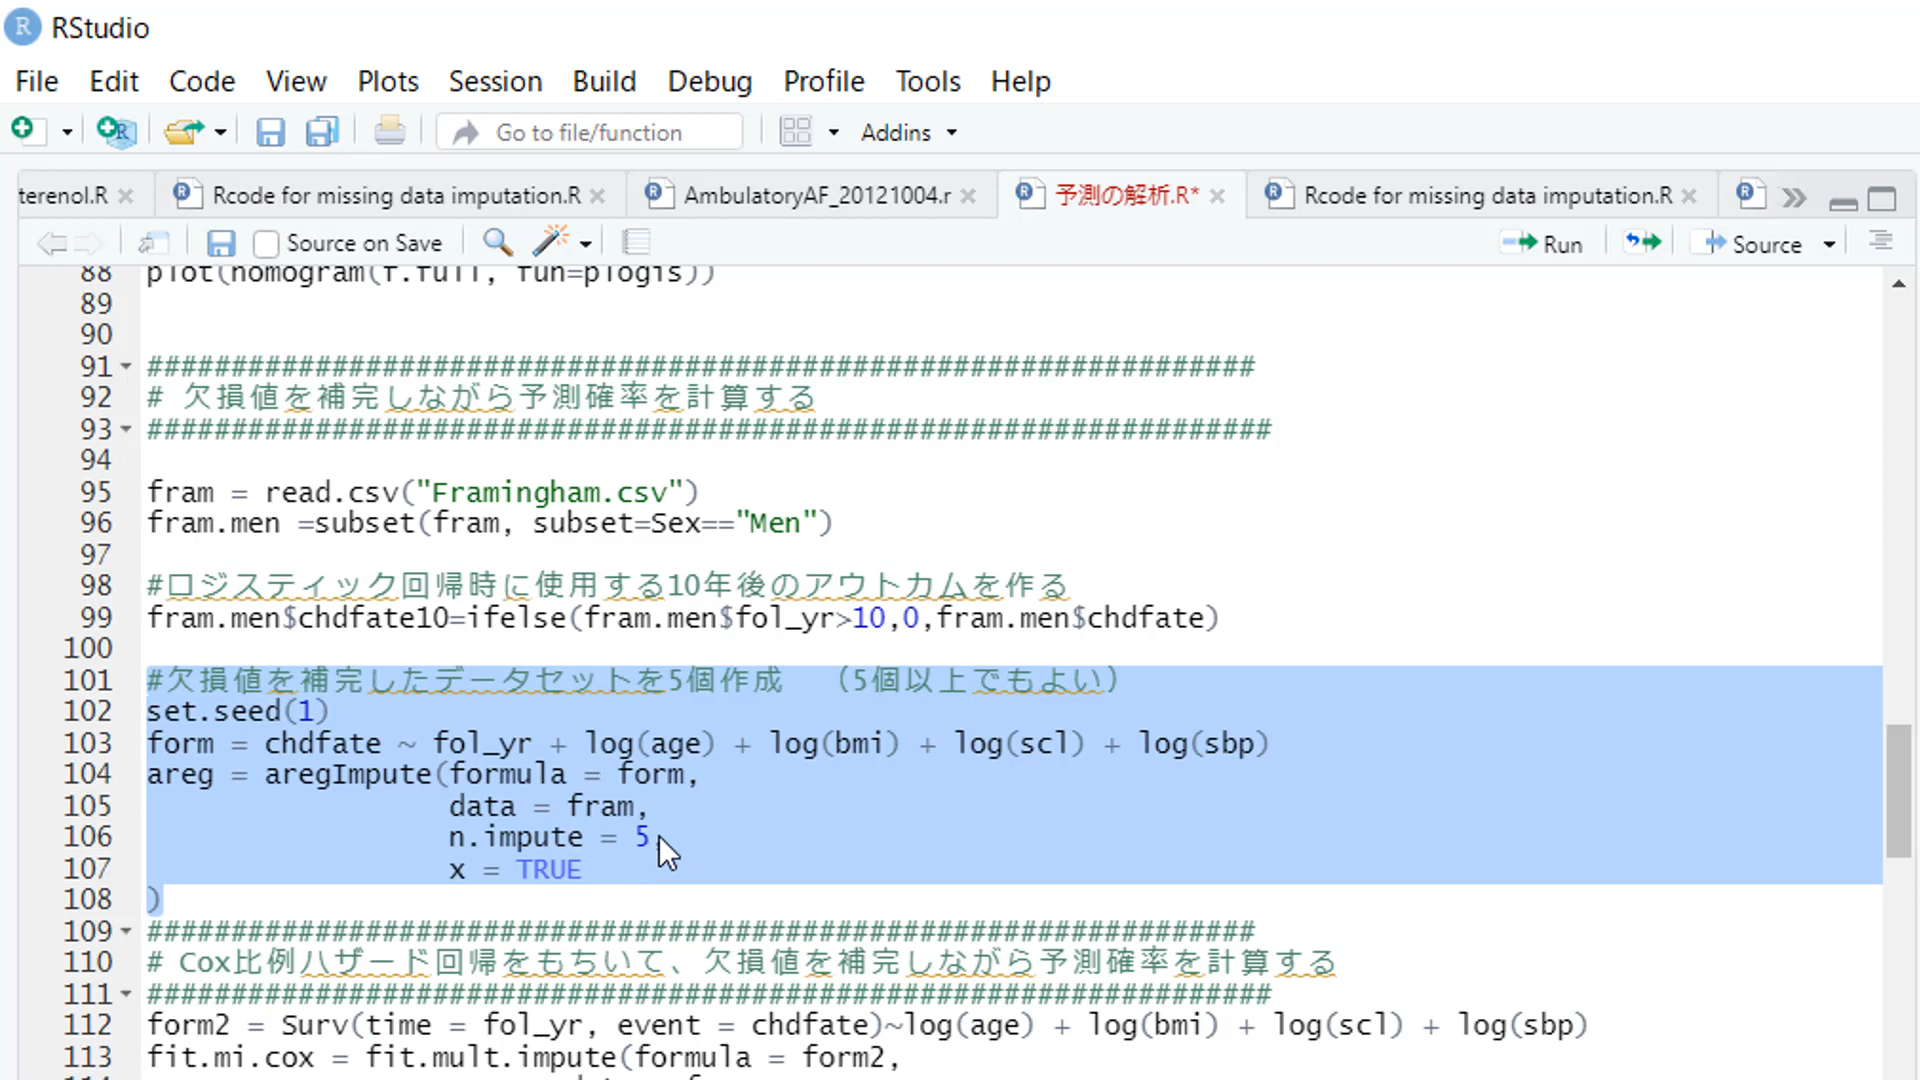 RStudio
File Edit Code View Plots Session Build Debug Profile Tools Help
Go to file/function Addins
terenol.R Rcode for missing data imputation.R AmbulatoryAF_20121004.r 予測の解析.R* Rcode for missing data imputation.R
Source on Save Run Source
88 plot(nomogram(f.full, fun=plogis))
89
90
91 ##################################################################
92 # 欠損値を補完しながら予測確率を計算する
93 ###################################################################
94
95 fram = read.csv("Framingham.csv")
96 fram.men =subset(fram, subset=Sex=="Men")
97
98 #ロジスティック回帰時に使用する10年後のアウトカムを作る
99 fram.men$chdfate10=ifelse(fram.men$fol_yr>10,0,fram.men$chdfate)
100
101 #欠損値を補完したデータセットを5個作成 （5個以上でもよい）
102 set.seed(1)
103 form = chdfate ~ fol_yr + log(age) + log(bmi) + log(scl) + log(sbp)
104 areg = aregImpute(formula = form,
105 data = fram,
106 n.impute = 5,
107 x = TRUE
108 )
109 ##################################################################
110 # Cox比例ハザード回帰をもちいて、欠損値を補完しながら予測確率を計算する
111 ###################################################################
112 form2 = Surv(time = fol_yr, event = chdfate)~log(age) + log(bmi) + log(scl) + log(sbp)
113 fit.mi.cox = fit.mult.impute(formula = form2,